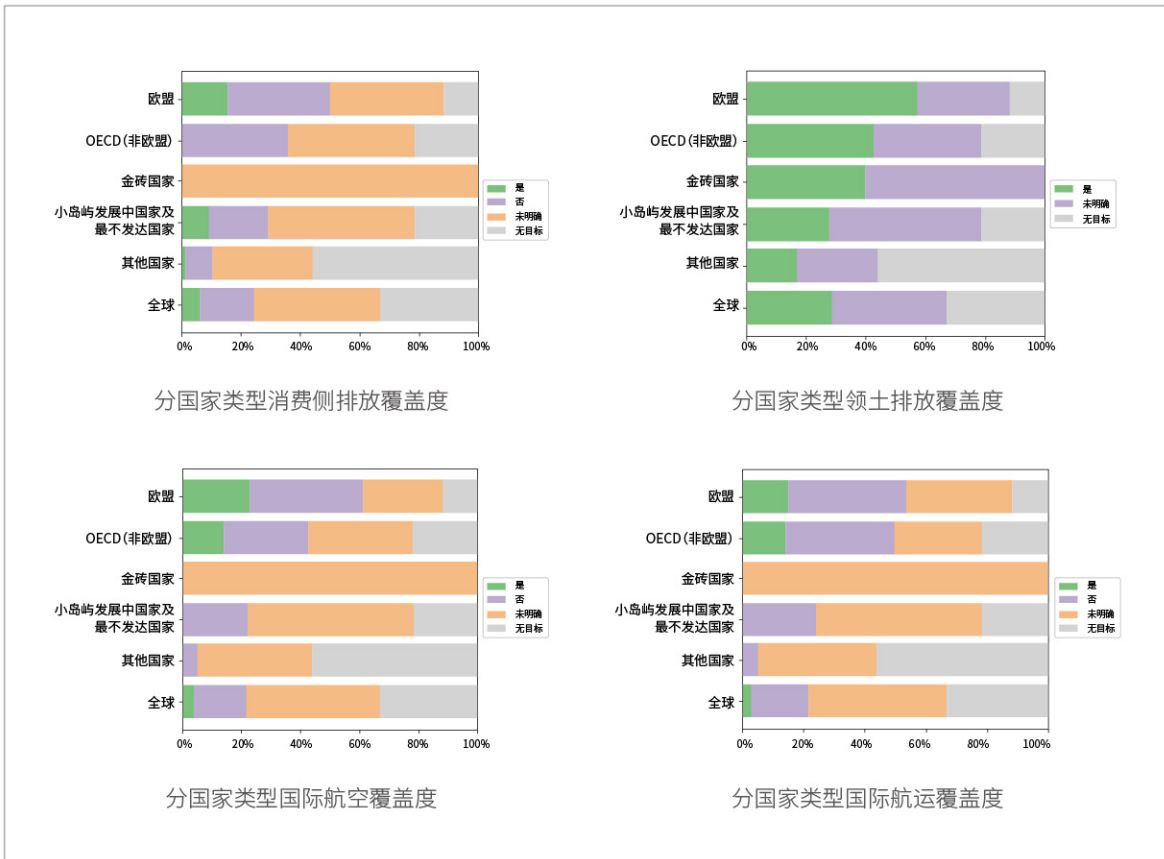 欧盟
OECD(非欧盟)
金砖国家
小岛屿发展中国家及
最不发达国家
其他国家
全球
0% 20% 40% 60% 80% 100%
是
否
未明确
无目标
分国家类型消费侧排放覆盖度
欧盟
OECD(非欧盟)
金砖国家
小岛屿发展中国家及
最不发达国家
其他国家
全球
0% 20% 40% 60% 80% 100%
是
未明确
无目标
分国家类型领土排放覆盖度
欧盟
OECD(非欧盟)
金砖国家
小岛屿发展中国家及
最不发达国家
其他国家
全球
0% 20% 40% 60% 80% 100%
是
否
未明确
无目标
分国家类型国际航空覆盖度
欧盟
OECD(非欧盟)
金砖国家
小岛屿发展中国家及
最不发达国家
其他国家
全球
0% 20% 40% 60% 80% 100%
是
否
未明确
无目标
分国家类型国际航运覆盖度